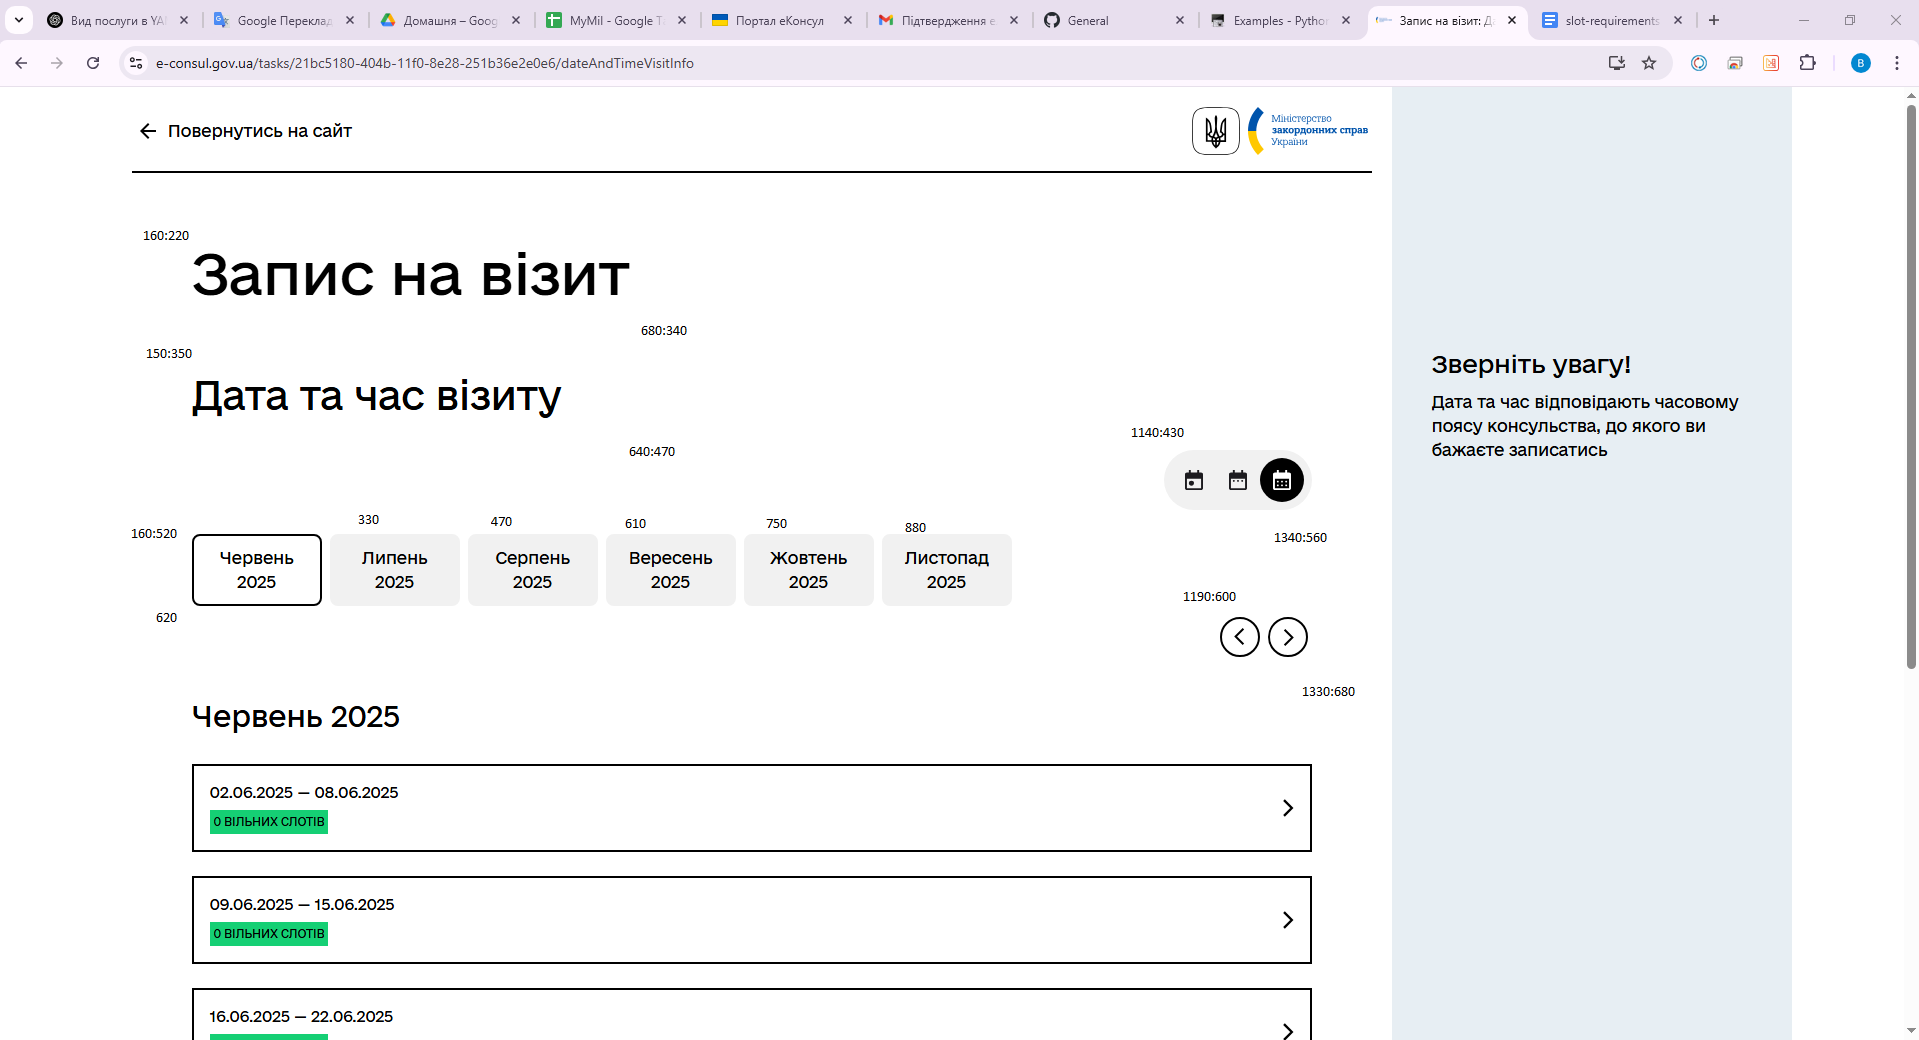 Вид послуги в YA
Google Переклад
Домашня – Goog
MyMil - Google T
Портал еКонсул
Підтвердження е
General
Examples - Python
Запис на візит: Д
slot-requirements
e-consul.gov.ua/tasks/21bc5180-404b-11f0-8e28-251b36e2e0e6/dateAndTimeVisitInfo
B
Повернутись на сайт
Міністерство
закордонних справ
України
160:220
Запис на візит
680:340
150:350
Дата та час візиту
1140:430
640:470
Зверніть увагу!
Дата та час відповідають часовому
поясу консульства, до якого ви
бажаєте записатись
160:520
330
470
610
750
880
1340:560
Червень
2025
Липень
2025
Серпень
2025
Вересень
2025
Жовтень
2025
Листопад
2025
1190:600
620
1330:680
Червень 2025
02.06.2025 — 08.06.2025
0 ВІЛЬНИХ СЛОТІВ
09.06.2025 — 15.06.2025
0 ВІЛЬНИХ СЛОТІВ
16.06.2025 — 22.06.2025